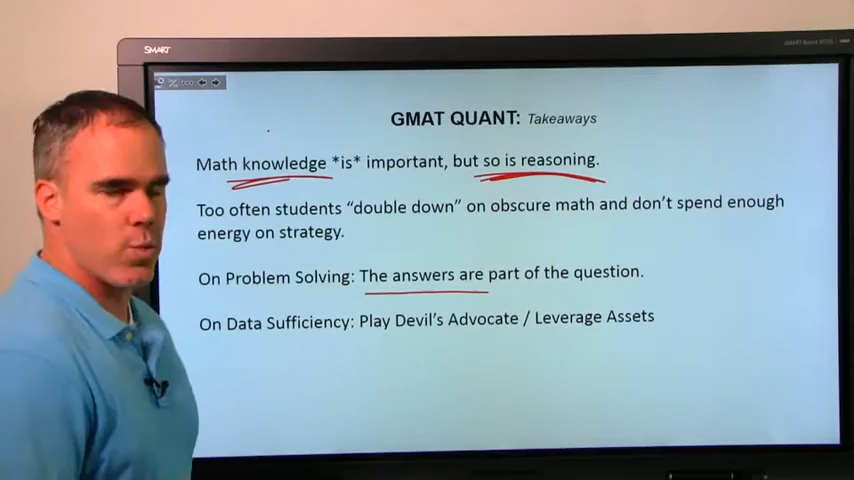 SMART
GMAT QUANT: Takeaways
Math knowledge *is* important, but so is reasoning.
Too often students “double down” on obscure math and don’t spend enough
energy on strategy.
On Problem Solving: The answers are part of the question.
On Data Sufficiency: Play Devil’s Advocate / Leverage Assets